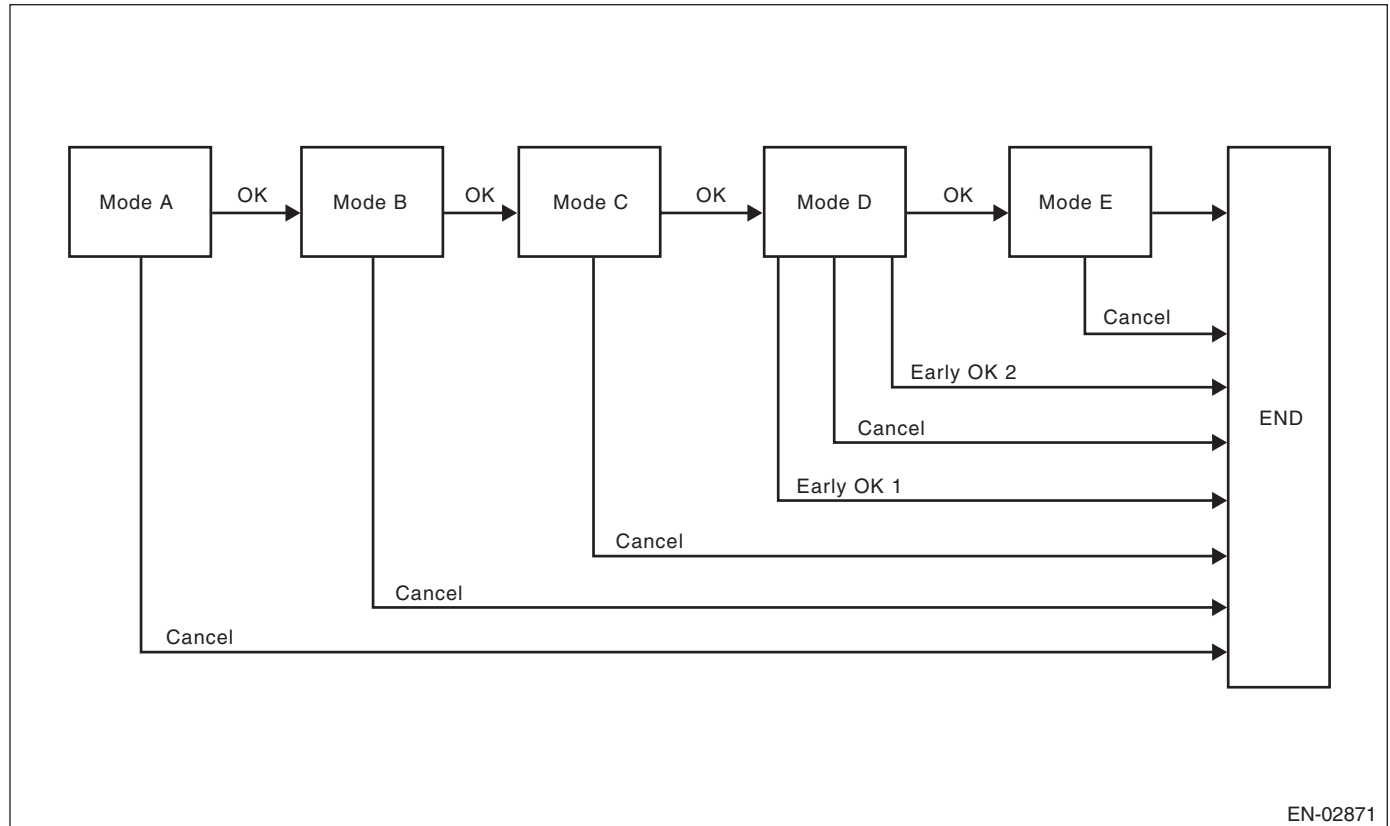 Mode A
OK
Mode B
OK
Mode C
OK
Mode D
OK
Mode E
Cancel
Early OK 2
Cancel
END
Early OK 1
Cancel
Cancel
Cancel
EN-02871